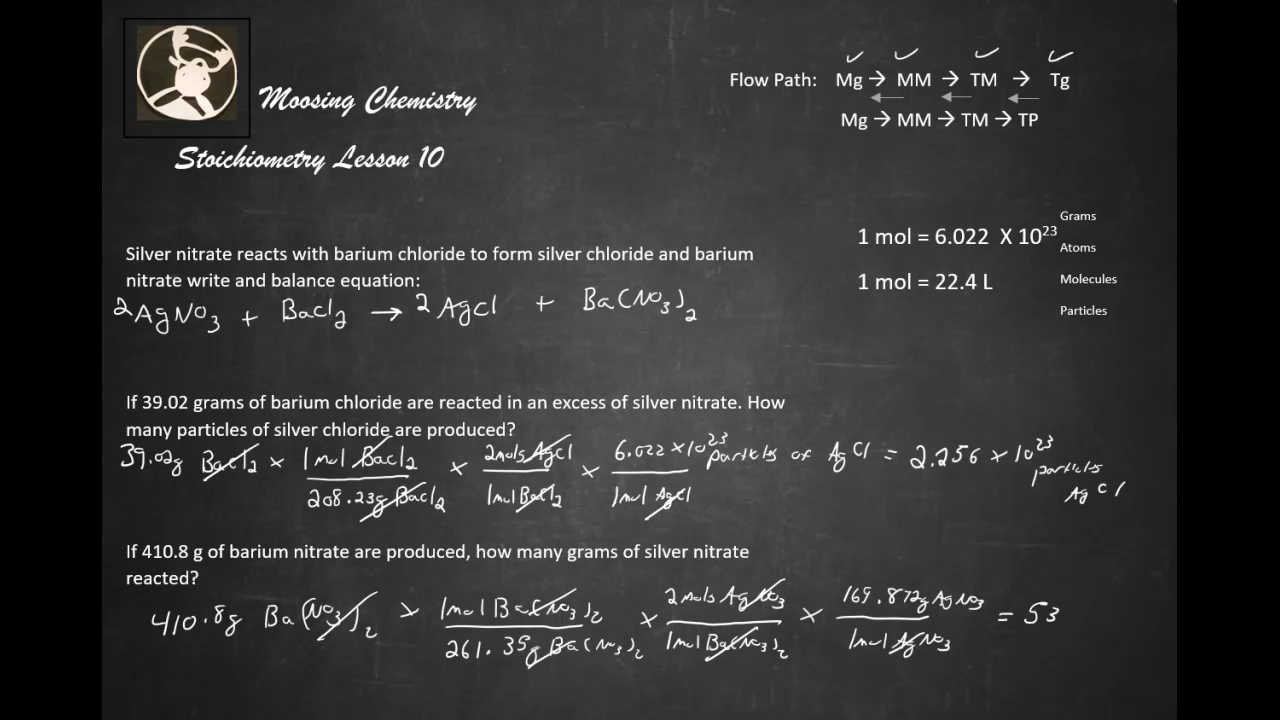 Moosing Chemistry
Stoichiometry Lesson 10
Flow Path: Mg → MM → TM → Tg
Mg → MM → TM → TP
1 mol = 6.022 X 10²³
1 mol = 22.4 L
Grams
Atoms
Molecules
Particles
Silver nitrate reacts with barium chloride to form silver chloride and barium
nitrate write and balance equation:
2AgNO₃ + BaCl₂ → 2AgCl + Ba(NO₃)₂
If 39.02 grams of barium chloride are reacted in an excess of silver nitrate. How
many particles of silver chloride are produced?
39.02g BaCl₂ × 1mol BaCl₂ × 2mols AgCl × 6.022 × 10²³ particles of AgCl = 2.256 × 10²³ particles AgCl
208.23g BaCl₂ 1mol BaCl₂ 1mol AgCl
If 410.8 g of barium nitrate are produced, how many grams of silver nitrate
reacted?
410.8g Ba(NO₃)₂ × 1mol Ba(NO₃)₂ × 2mols AgNO₃ × 169.872g AgNO₃ = 53
261.35g Ba(NO₃)₂ 1mol Ba(NO₃)₂ 1mol AgNO₃